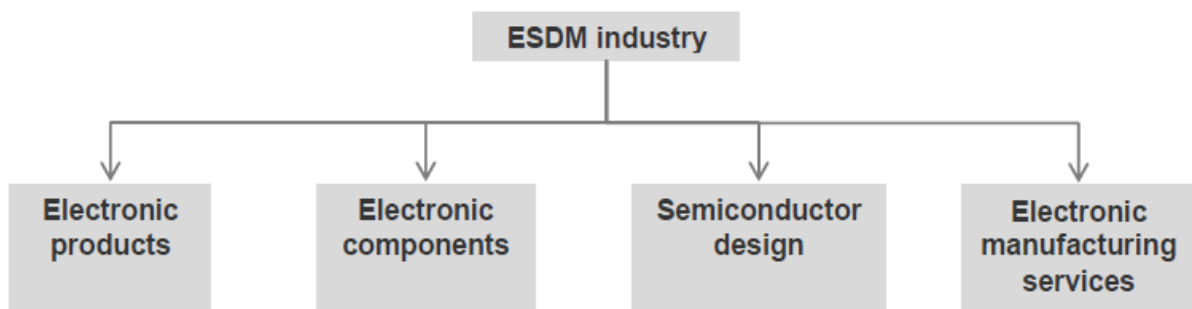 ESDM industry
Electronic
products
Electronic
components
Semiconductor
design
Electronic
manufacturing
services